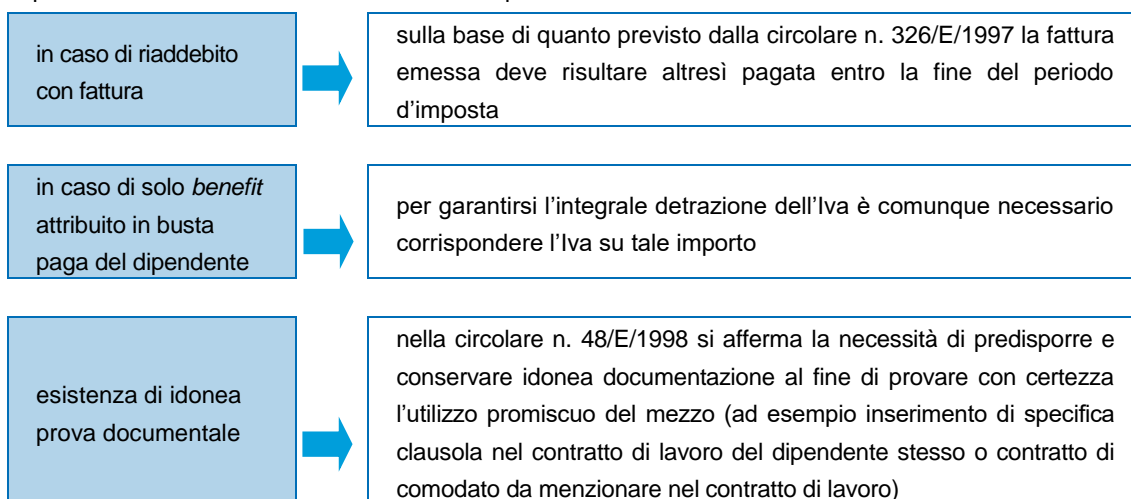 in caso di riaddebito
con fattura
sulla base di quanto previsto dalla circolare n. 326/E/1997 la fattura
emessa deve risultare altresì pagata entro la fine del periodo
d’imposta
in caso di solo benefit
attribuito in busta
paga del dipendente
per garantirsi l’integrale detrazione dell’Iva è comunque necessario
corrispondere l’Iva su tale importo
esistenza di idonea
prova documentale
nella circolare n. 48/E/1998 si afferma la necessità di predisporre e
conservare idonea documentazione al fine di provare con certezza
l’utilizzo promiscuo del mezzo (ad esempio inserimento di specifica
clausola nel contratto di lavoro del dipendente stesso o contratto di
comodato da menzionare nel contratto di lavoro)